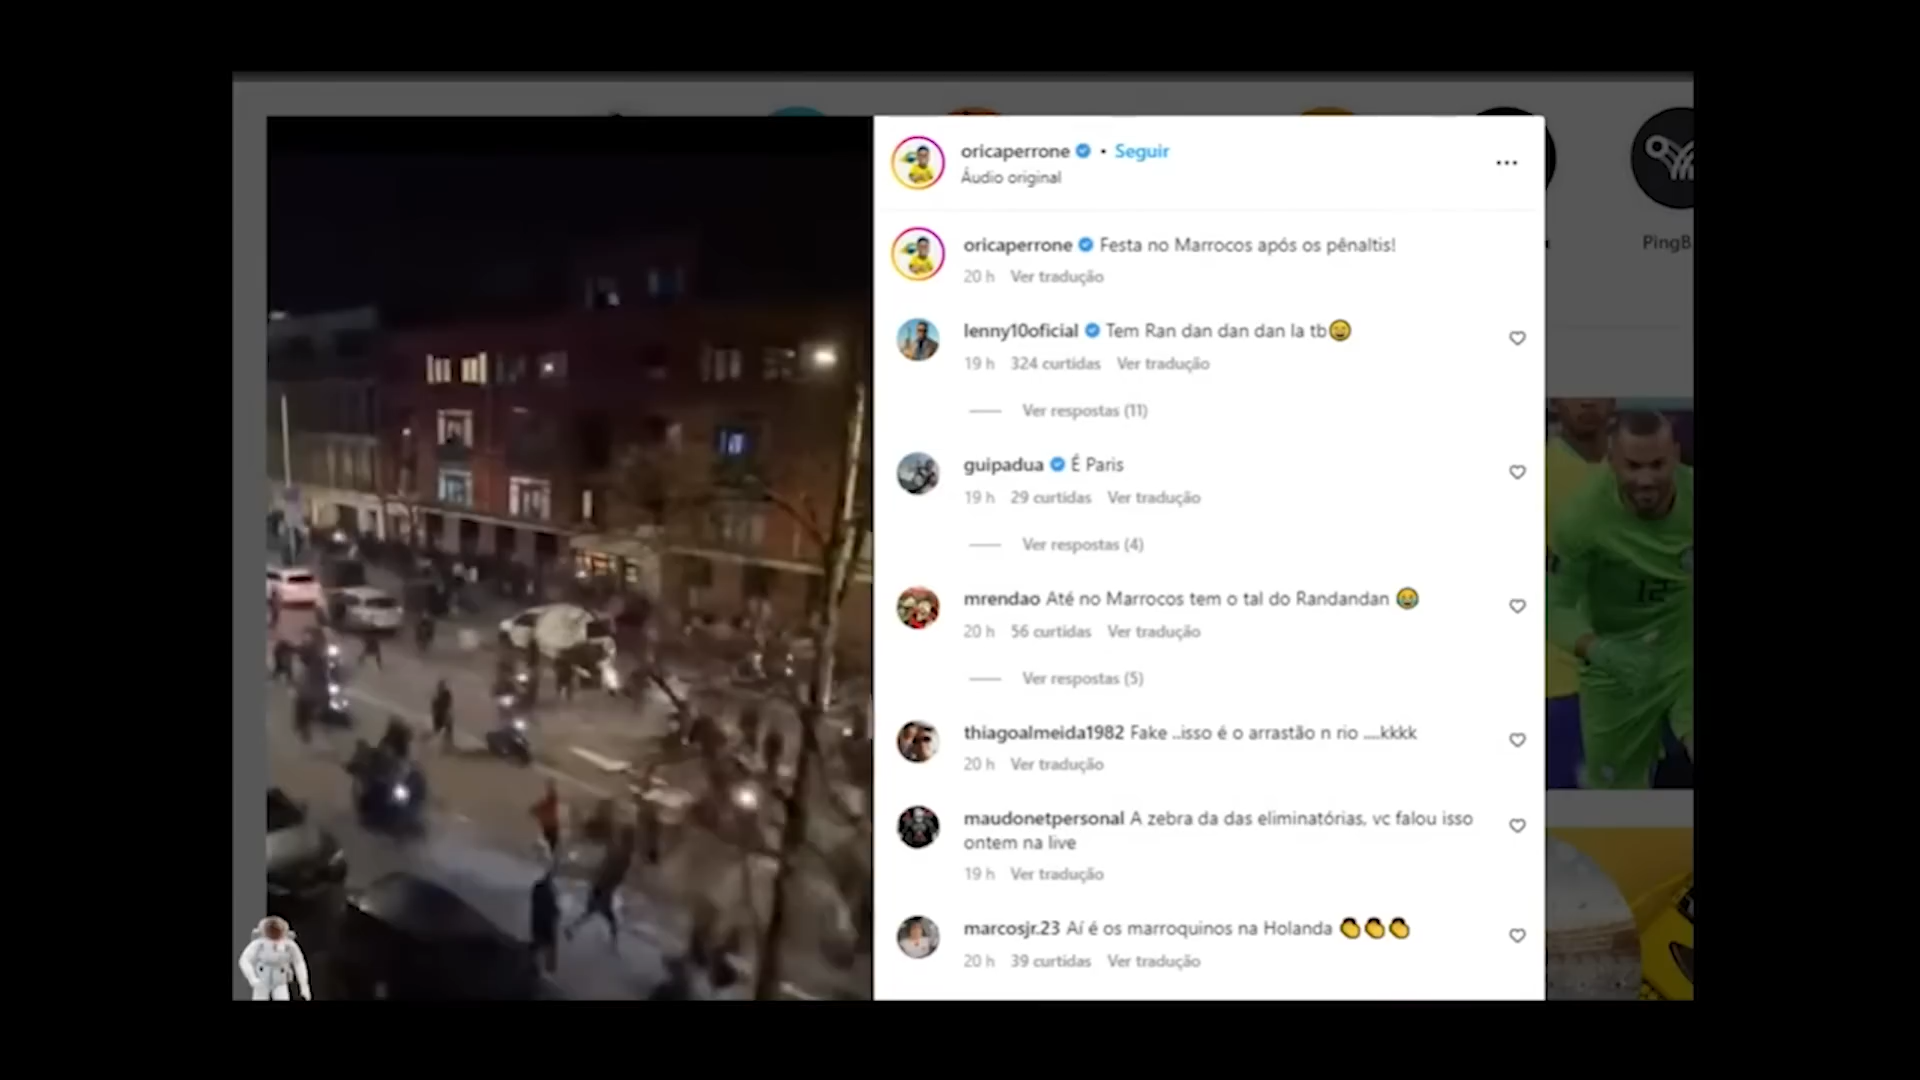 oricaperrone • Seguir
Áudio original
PingB
oricaperrone Festa no Marrocos após os pênaltis!
20 h Ver tradução
lenny10oficial Tem Ran dan dan dan la tb😅
19 h 324 curtidas Ver tradução
Ver respostas (11)
guipadua É Paris
19 h 29 curtidas Ver tradução
Ver respostas (4)
mrendao Até no Marrocos tem o tal do Randandan 😂
20 h 56 curtidas Ver tradução
Ver respostas (5)
thiagoalmeida1982 Fake ..isso é o arrastão n rio ....kkkk
20 h Ver tradução
maudonetpersonal A zebra da das eliminatórias, vc falou isso
ontem na live
19 h Ver tradução
marcosjr.23 Aí é os marroquinos na Holanda 👏👏👏
20 h 39 curtidas Ver tradução
12